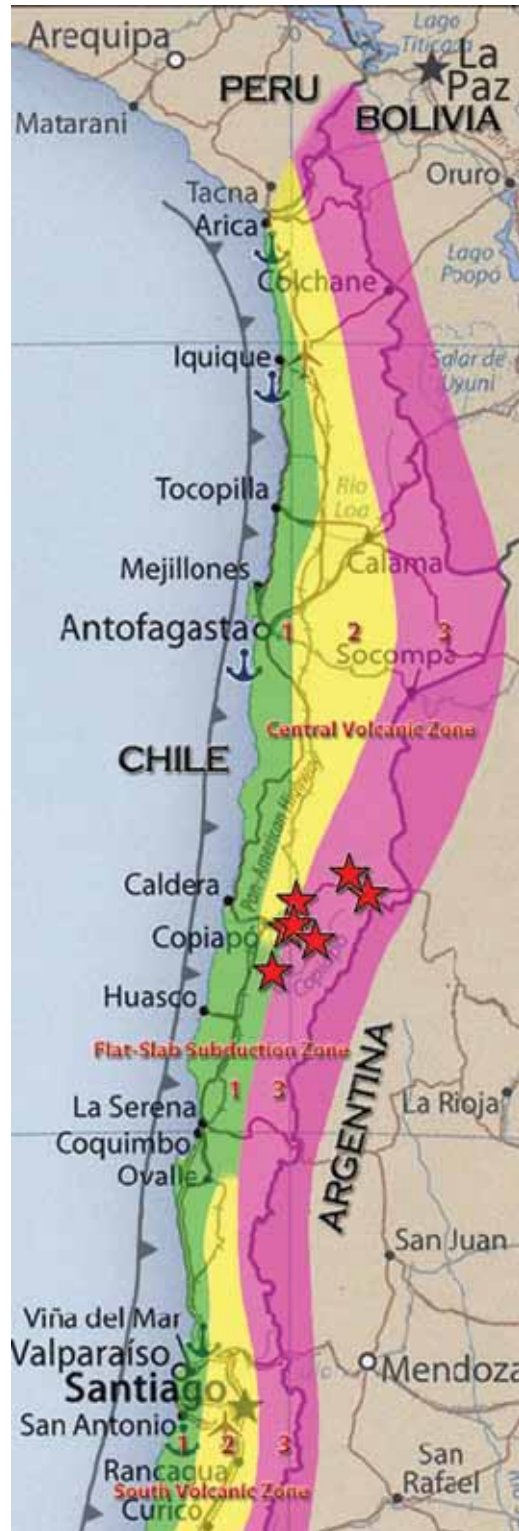 Lago
Titicaca
70
Arequipa
La
Paz
PERU
BOLIVIA
Matarani
Oruro
Tacna
Arica
Lago
Poopó
Colchane
Iquique
Salar de
Uyuni
Tocopilla
Rio
Loa
Mejillones
Calama
Antofagasta
1
2
3
Socompa
Central Volcanic Zone
CHILE
Pan-American Highway
Caldera
Copiapó
Copiapó
Huasco
Flat-Slab Subduction Zone
1
3
La Serena
La Rioja
Coquimbo
ARGENTINA
Ovalle
San Juan
Viña del Mar
Valparaíso
Mendoza
Santiago
San Antonio
1
2
3
Rancagua
San
Rafael
South Volcanic Zone
Curicó